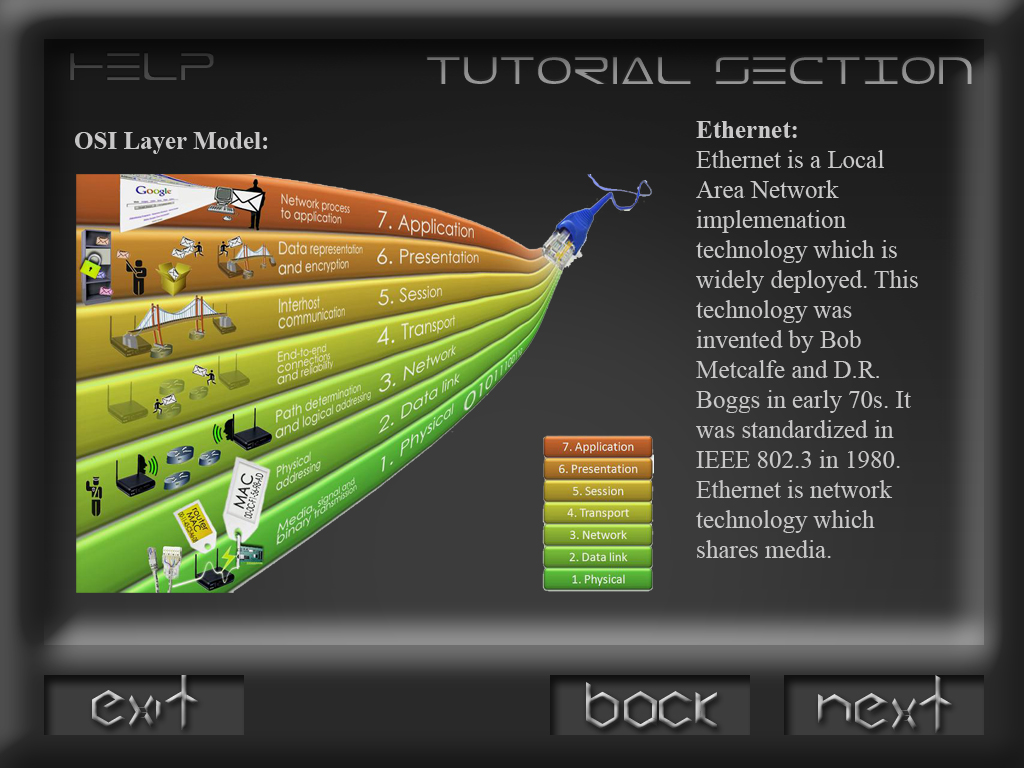 HELP
TUTORIAL SECTION
OSI Layer Model:
Google
Network process
to application
7. Application
Data representation
and encryption
6. Presentation
Interhost
communication
5. Session
End-to-end
connections
and reliability
4. Transport
Path determination
and logical addressing
3. Network
Physical
addressing
2. Data link
Media, signal and
binary transmission
1. Physical
MAC
router
MAC
7. Application
6. Presentation
5. Session
4. Transport
3. Network
2. Data link
1. Physical
Ethernet:
Ethernet is a Local
Area Network
implemenation
technology which is
widely deployed. This
technology was
invented by Bob
Metcalfe and D.R.
Boggs in early 70s. It
was standardized in
IEEE 802.3 in 1980.
Ethernet is network
technology which
shares media.
exit
back
next